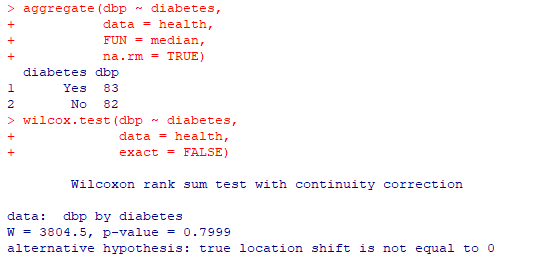 > aggregate(dbp ~ diabetes,
+           data = health,
+           FUN = median,
+           na.rm = TRUE)
  diabetes dbp
1      Yes  83
2       No  82
> wilcox.test(dbp ~ diabetes,
+             data = health,
+             exact = FALSE)
        Wilcoxon rank sum test with continuity correction
data:  dbp by diabetes
W = 3804.5, p-value = 0.7999
alternative hypothesis: true location shift is not equal to 0